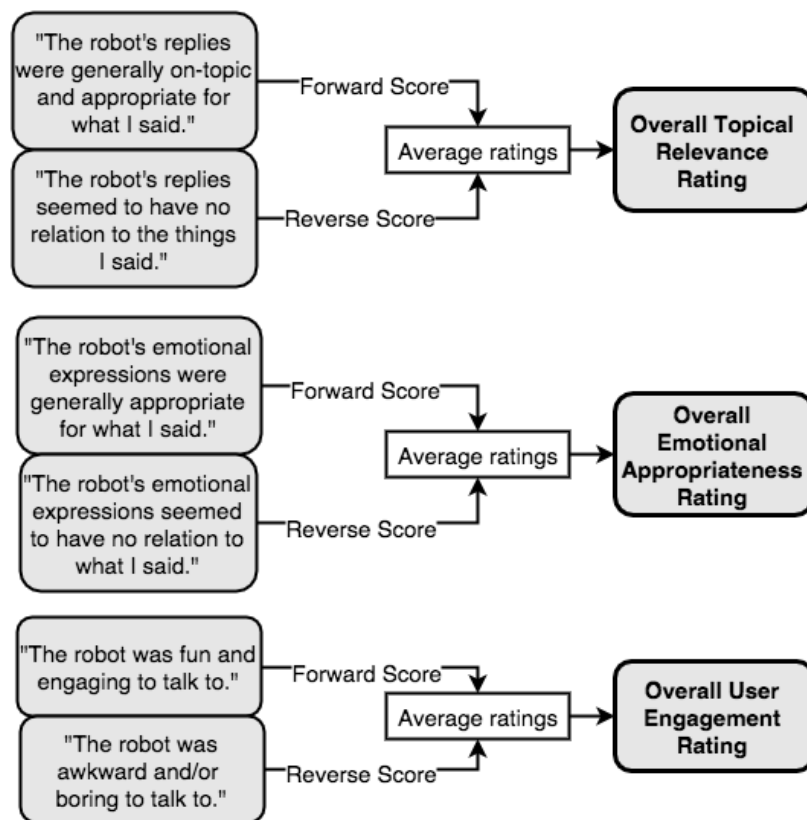 "The robot's replies
were generally on-topic
and appropriate for
what I said."
Forward Score
"The robot's replies
seemed to have no
relation to the things
I said."
Reverse Score
Average ratings
Overall Topical
Relevance
Rating
"The robot's emotional
expressions were
generally appropriate
for what I said."
Forward Score
"The robot's emotional
expressions seemed
to have no relation to
what I said."
Reverse Score
Average ratings
Overall
Emotional
Appropriateness
Rating
"The robot was fun and
engaging to talk to."
Forward Score
"The robot was
awkward and/or
boring to talk to."
Reverse Score
Average ratings
Overall User
Engagement
Rating